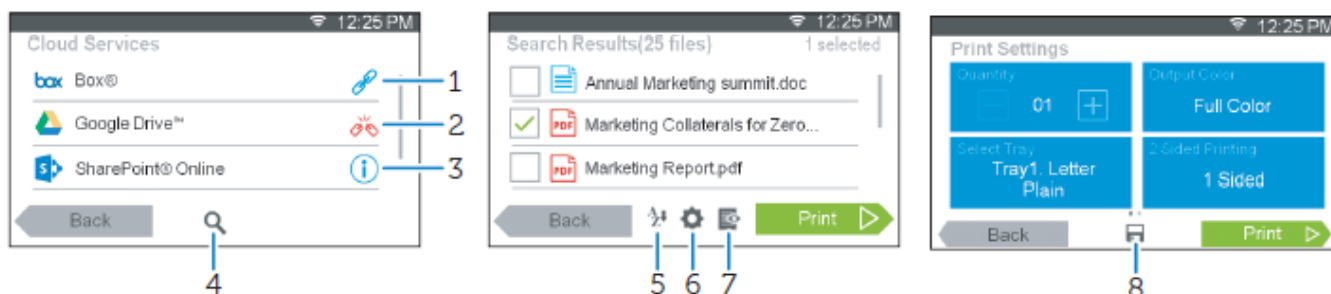 12:25 PM
Cloud Services
box Box®
Google Drive™
SharePoint® Online
Back
1
2
3
4
12:25 PM
Search Results(25 files) 1 selected
Annual Marketing summit.doc
PDF Marketing Collaterals for Zero...
PDF Marketing Report.pdf
Back Print
5 6 7
12:25 PM
Print Settings
Quantity
01
Output Color
Full Color
Select Tray
Tray1. Letter
Plain
2 Sided Printing
1 Sided
Back Print
8